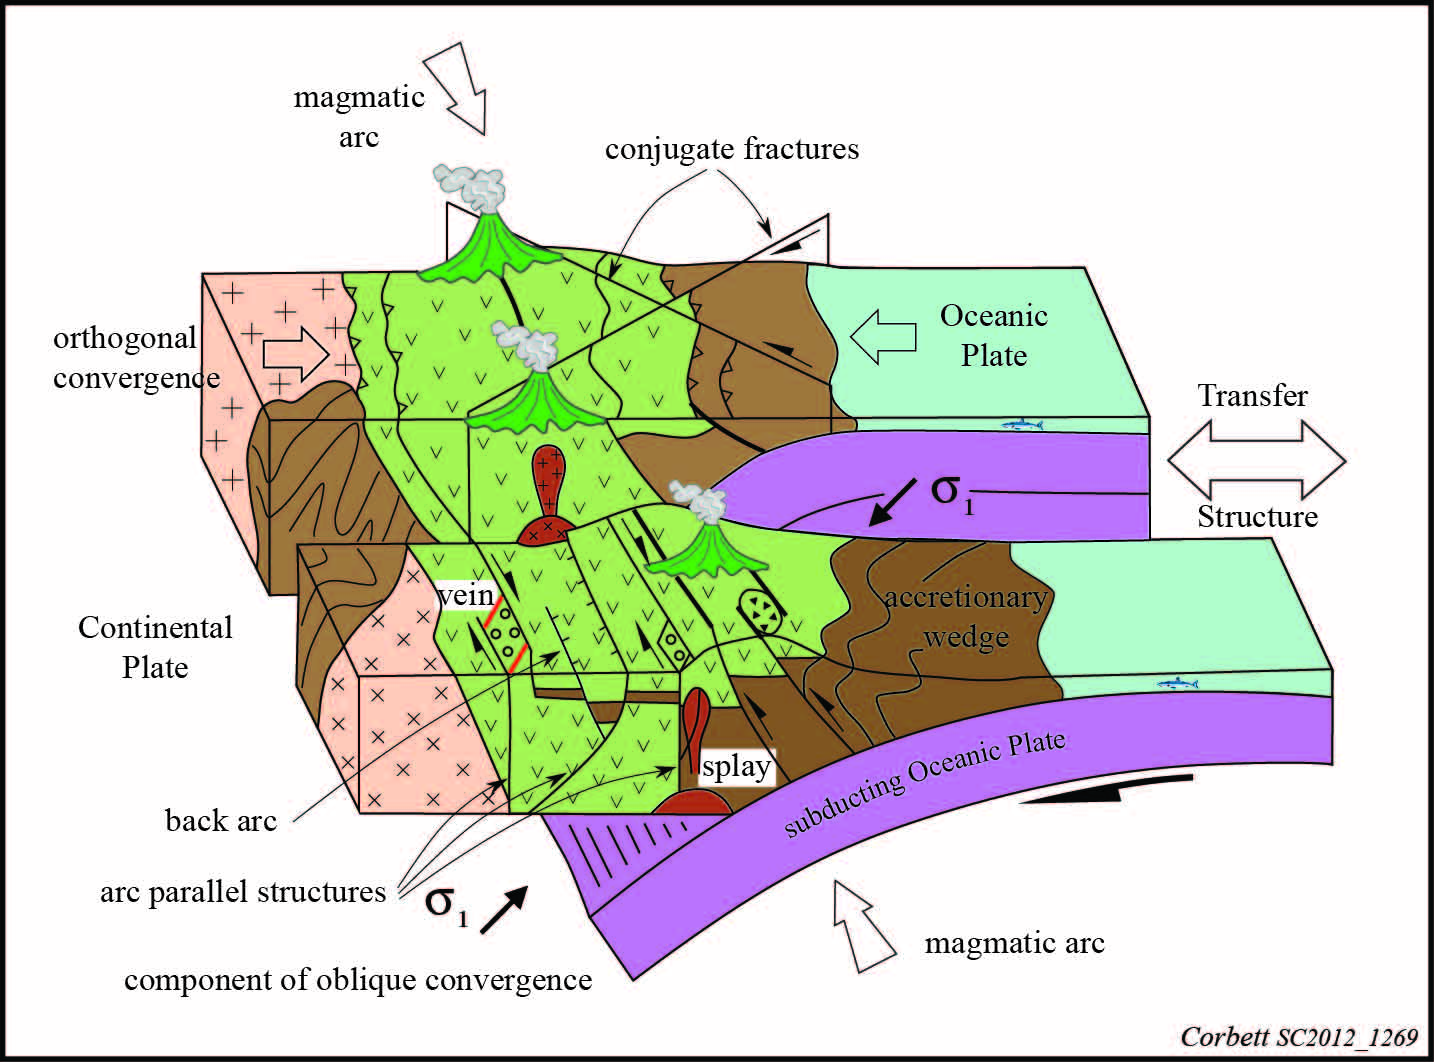 magmatic
arc
conjugate fractures
orthogonal
convergence
Oceanic
Plate
Transfer
Structure
σ1
vein
accretionary
wedge
Continental
Plate
splay
subducting Oceanic Plate
back arc
arc parallel structures
σ1
magmatic arc
component of oblique convergence
Corbett SC2012_1269